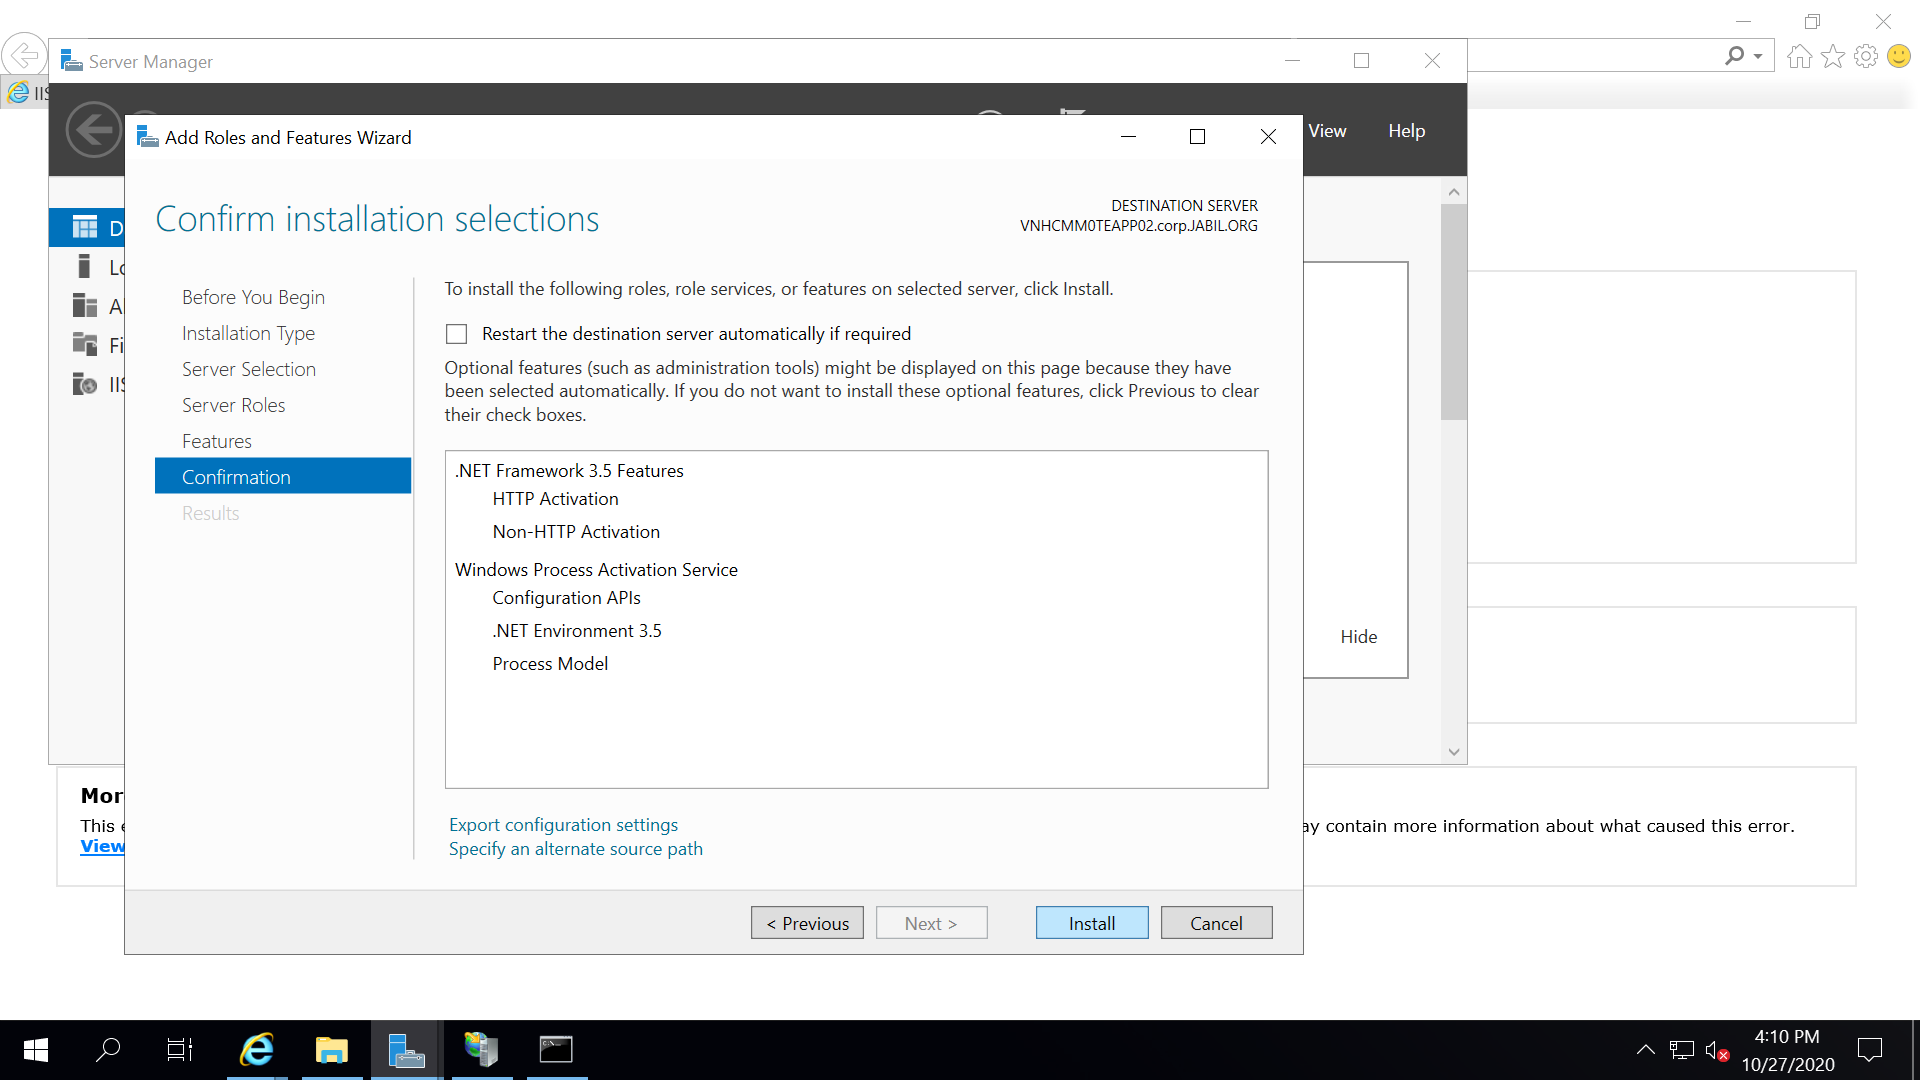 Server Manager
IIS
View
Help
Add Roles and Features Wizard
Confirm installation selections
DESTINATION SERVER
VNHCMM0TEAPP02.corp.JABIL.ORG
D
Lo
Al
Fi
IIS
Before You Begin
Installation Type
Server Selection
Server Roles
Features
Confirmation
Results
To install the following roles, role services, or features on selected server, click Install.
Restart the destination server automatically if required
Optional features (such as administration tools) might be displayed on this page because they have
been selected automatically. If you do not want to install these optional features, click Previous to clear
their check boxes.
.NET Framework 3.5 Features
HTTP Activation
Non-HTTP Activation
Windows Process Activation Service
Configuration APIs
.NET Environment 3.5
Process Model
Export configuration settings
Specify an alternate source path
Hide
< Previous
Next >
Install
Cancel
Mor
This e
ay contain more information about what caused this error.
View
4:10 PM
10/27/2020